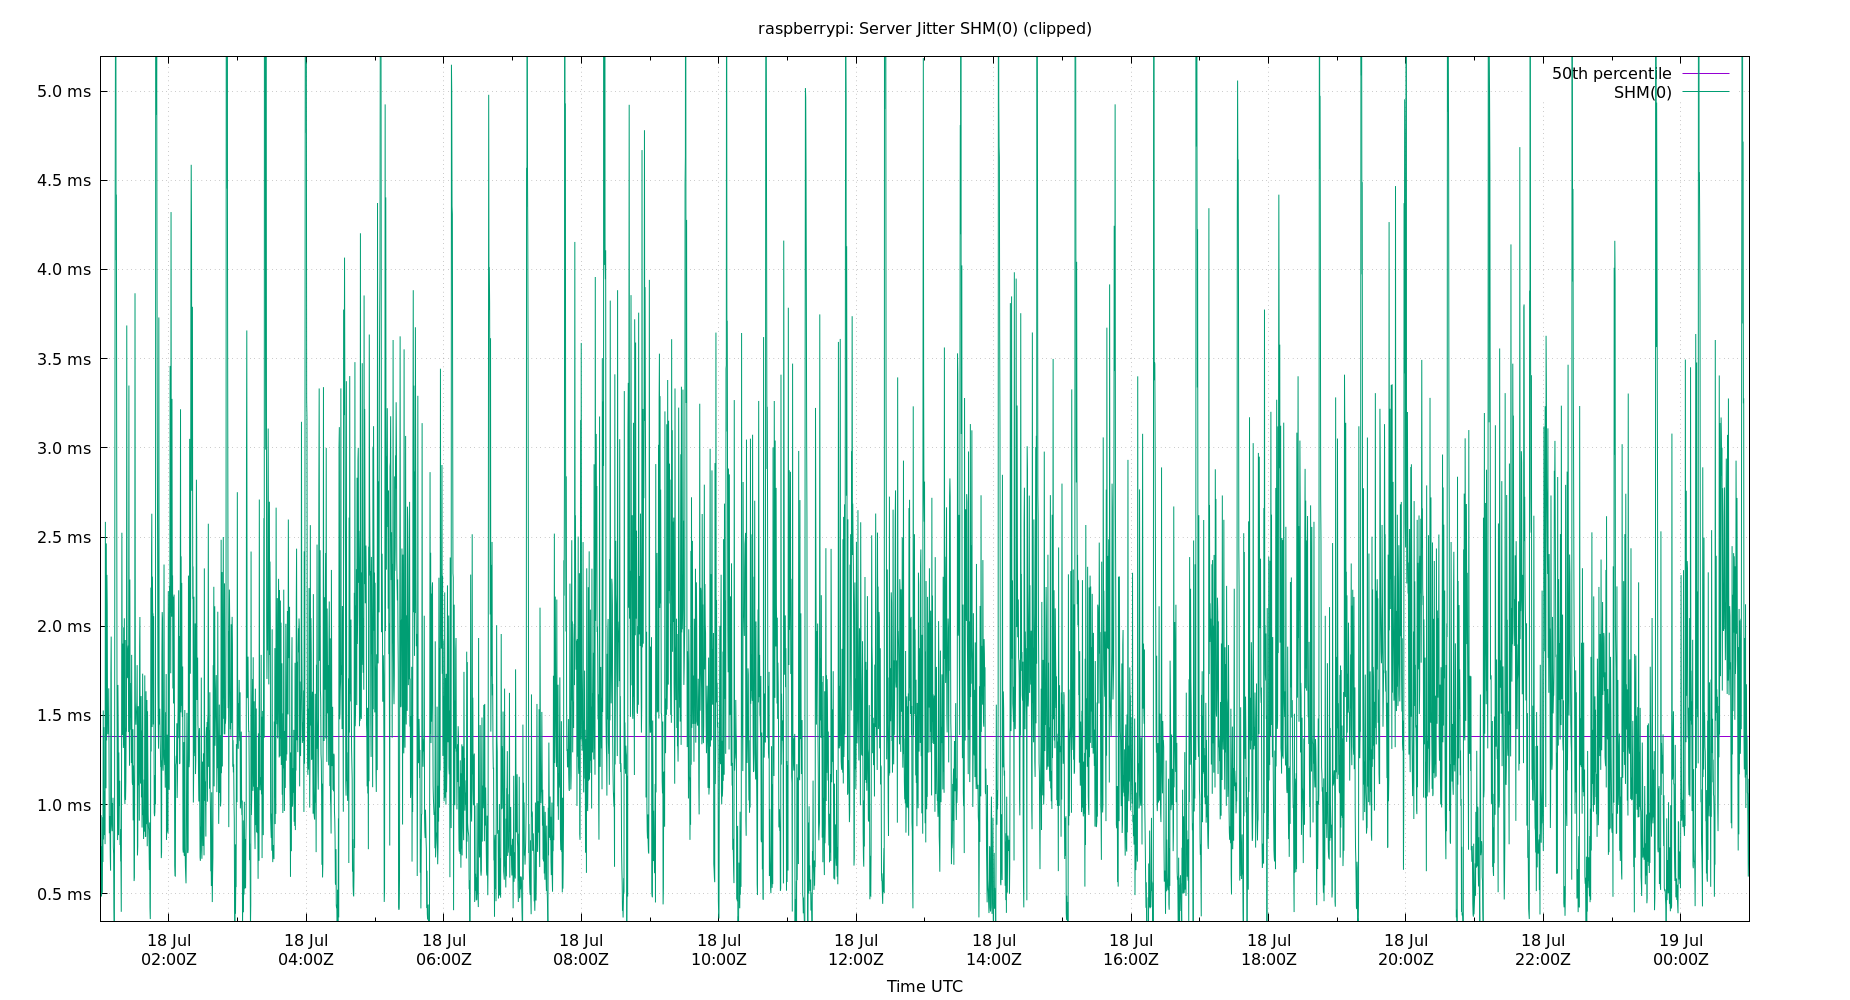 raspberrypi: Server Jitter SHM(0) (clipped)
50th percentile
SHM(0)
5.0 ms
4.5 ms
4.0 ms
3.5 ms
3.0 ms
2.5 ms
2.0 ms
1.5 ms
1.0 ms
0.5 ms
18 Jul 18 Jul 18 Jul 18 Jul 18 Jul 18 Jul 18 Jul 18 Jul 18 Jul 18 Jul 18 Jul 19 Jul
02:00Z 04:00Z 06:00Z 08:00Z 10:00Z 12:00Z 14:00Z 16:00Z 18:00Z 20:00Z 22:00Z 00:00Z
Time UTC